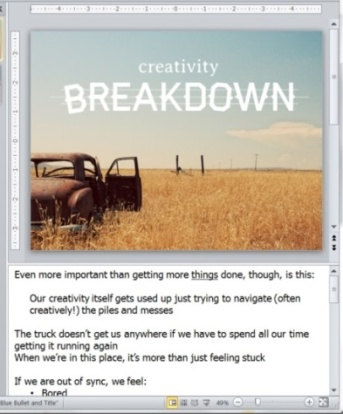 creativity
BREAKDOWN
Even more important than getting more things done, though, is this:
Our creativity itself gets used up just trying to navigate (often
creatively!) the piles and messes
The truck doesn't get us anywhere if we have to spend all our time
getting it running again
When we're in this place, it's more than just feeling stuck
If we are out of sync, we feel:
• Bored
Blue Bullet and Title"
49%